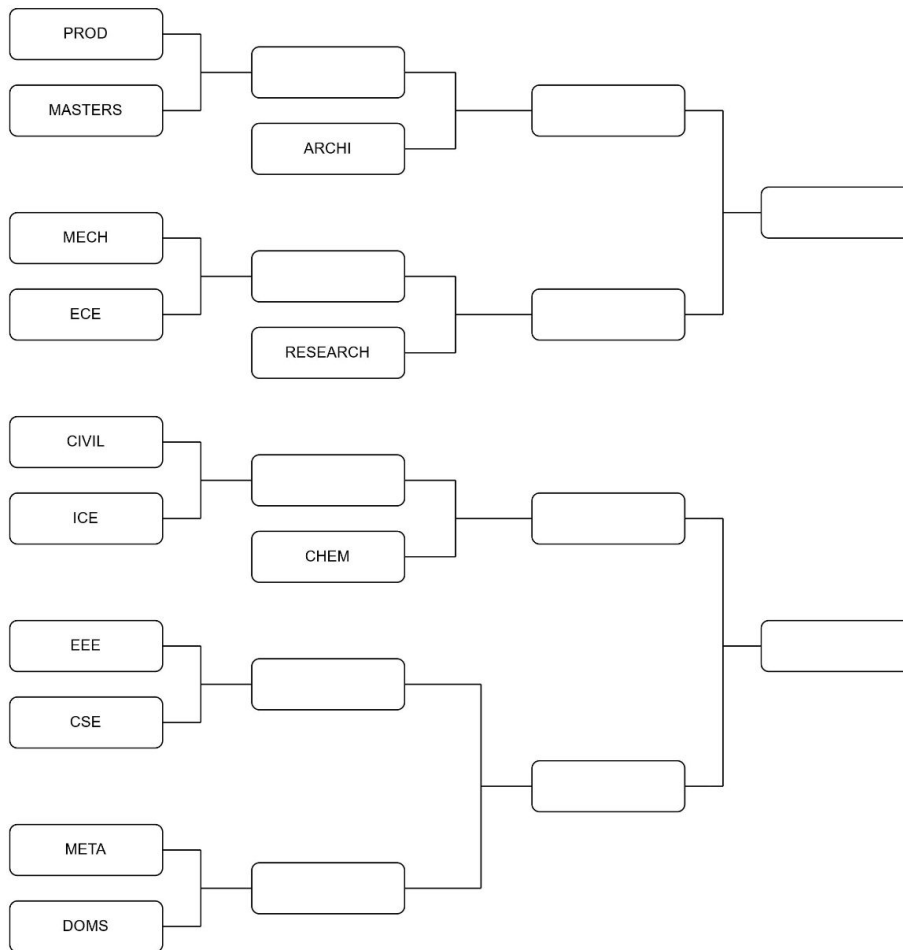 PROD
MASTERS
ARCHI
MECH
ECE
RESEARCH
CIVIL
ICE
CHEM
EEE
CSE
META
DOMS